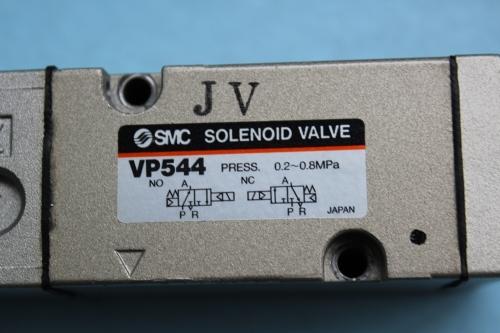 JV
SMC SOLENOID VALVE
VP544 PRESS. 0.2~0.8MPa
NO A NC A
P R P R JAPAN